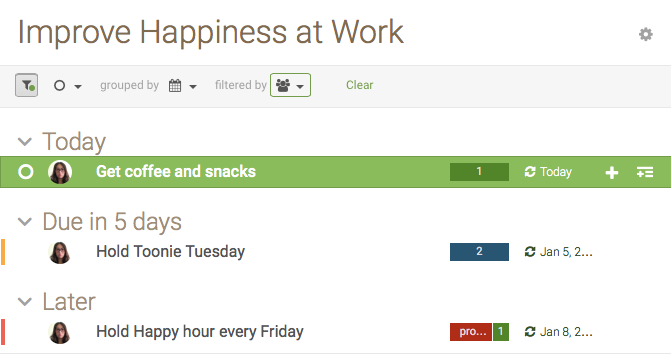 Improve Happiness at Work
grouped by filtered by Clear
Today
Get coffee and snacks 1 Today
Due in 5 days
Hold Toonie Tuesday 2 Jan 5, 2...
Later
Hold Happy hour every Friday pro... 1 Jan 8, 2...